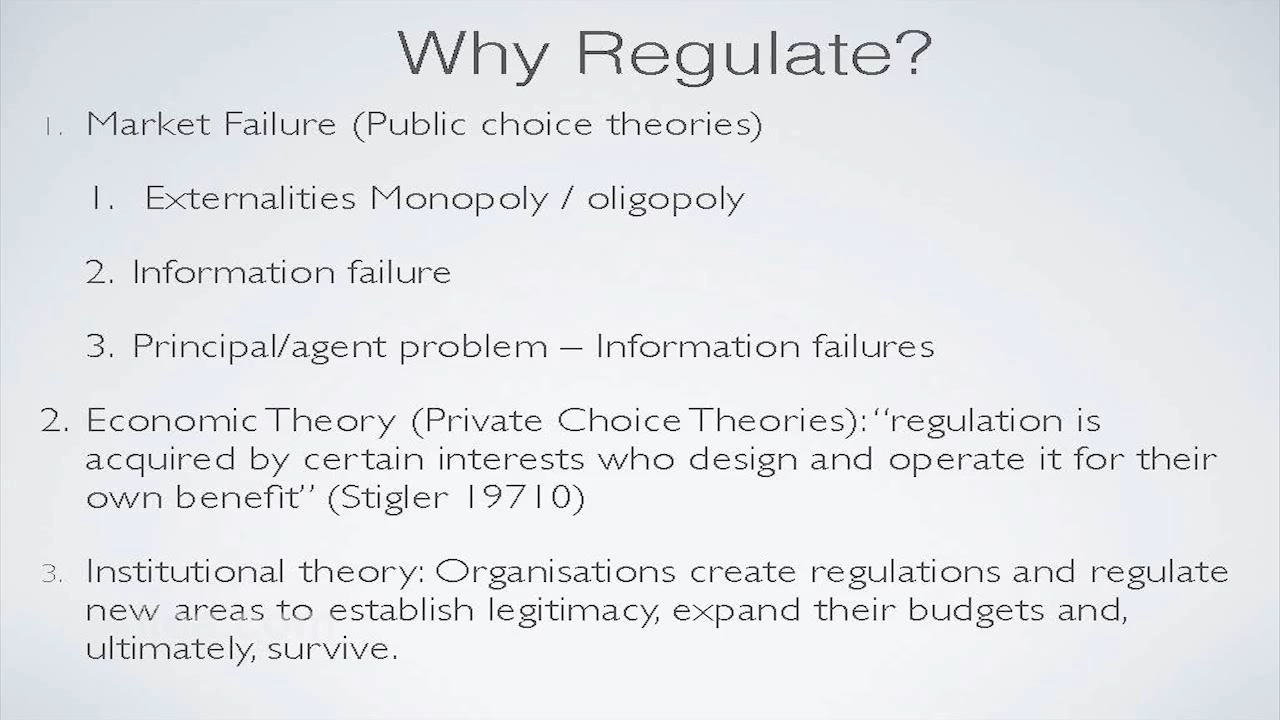 Why Regulate?
1. Market Failure (Public choice theories)
1. Externalities Monopoly / oligopoly
2. Information failure
3. Principal/agent problem – Information failures
2. Economic Theory (Private Choice Theories): “regulation is
acquired by certain interests who design and operate it for their
own benefit” (Stigler 19710)
3. Institutional theory: Organisations create regulations and regulate
new areas to establish legitimacy, expand their budgets and,
ultimately, survive.